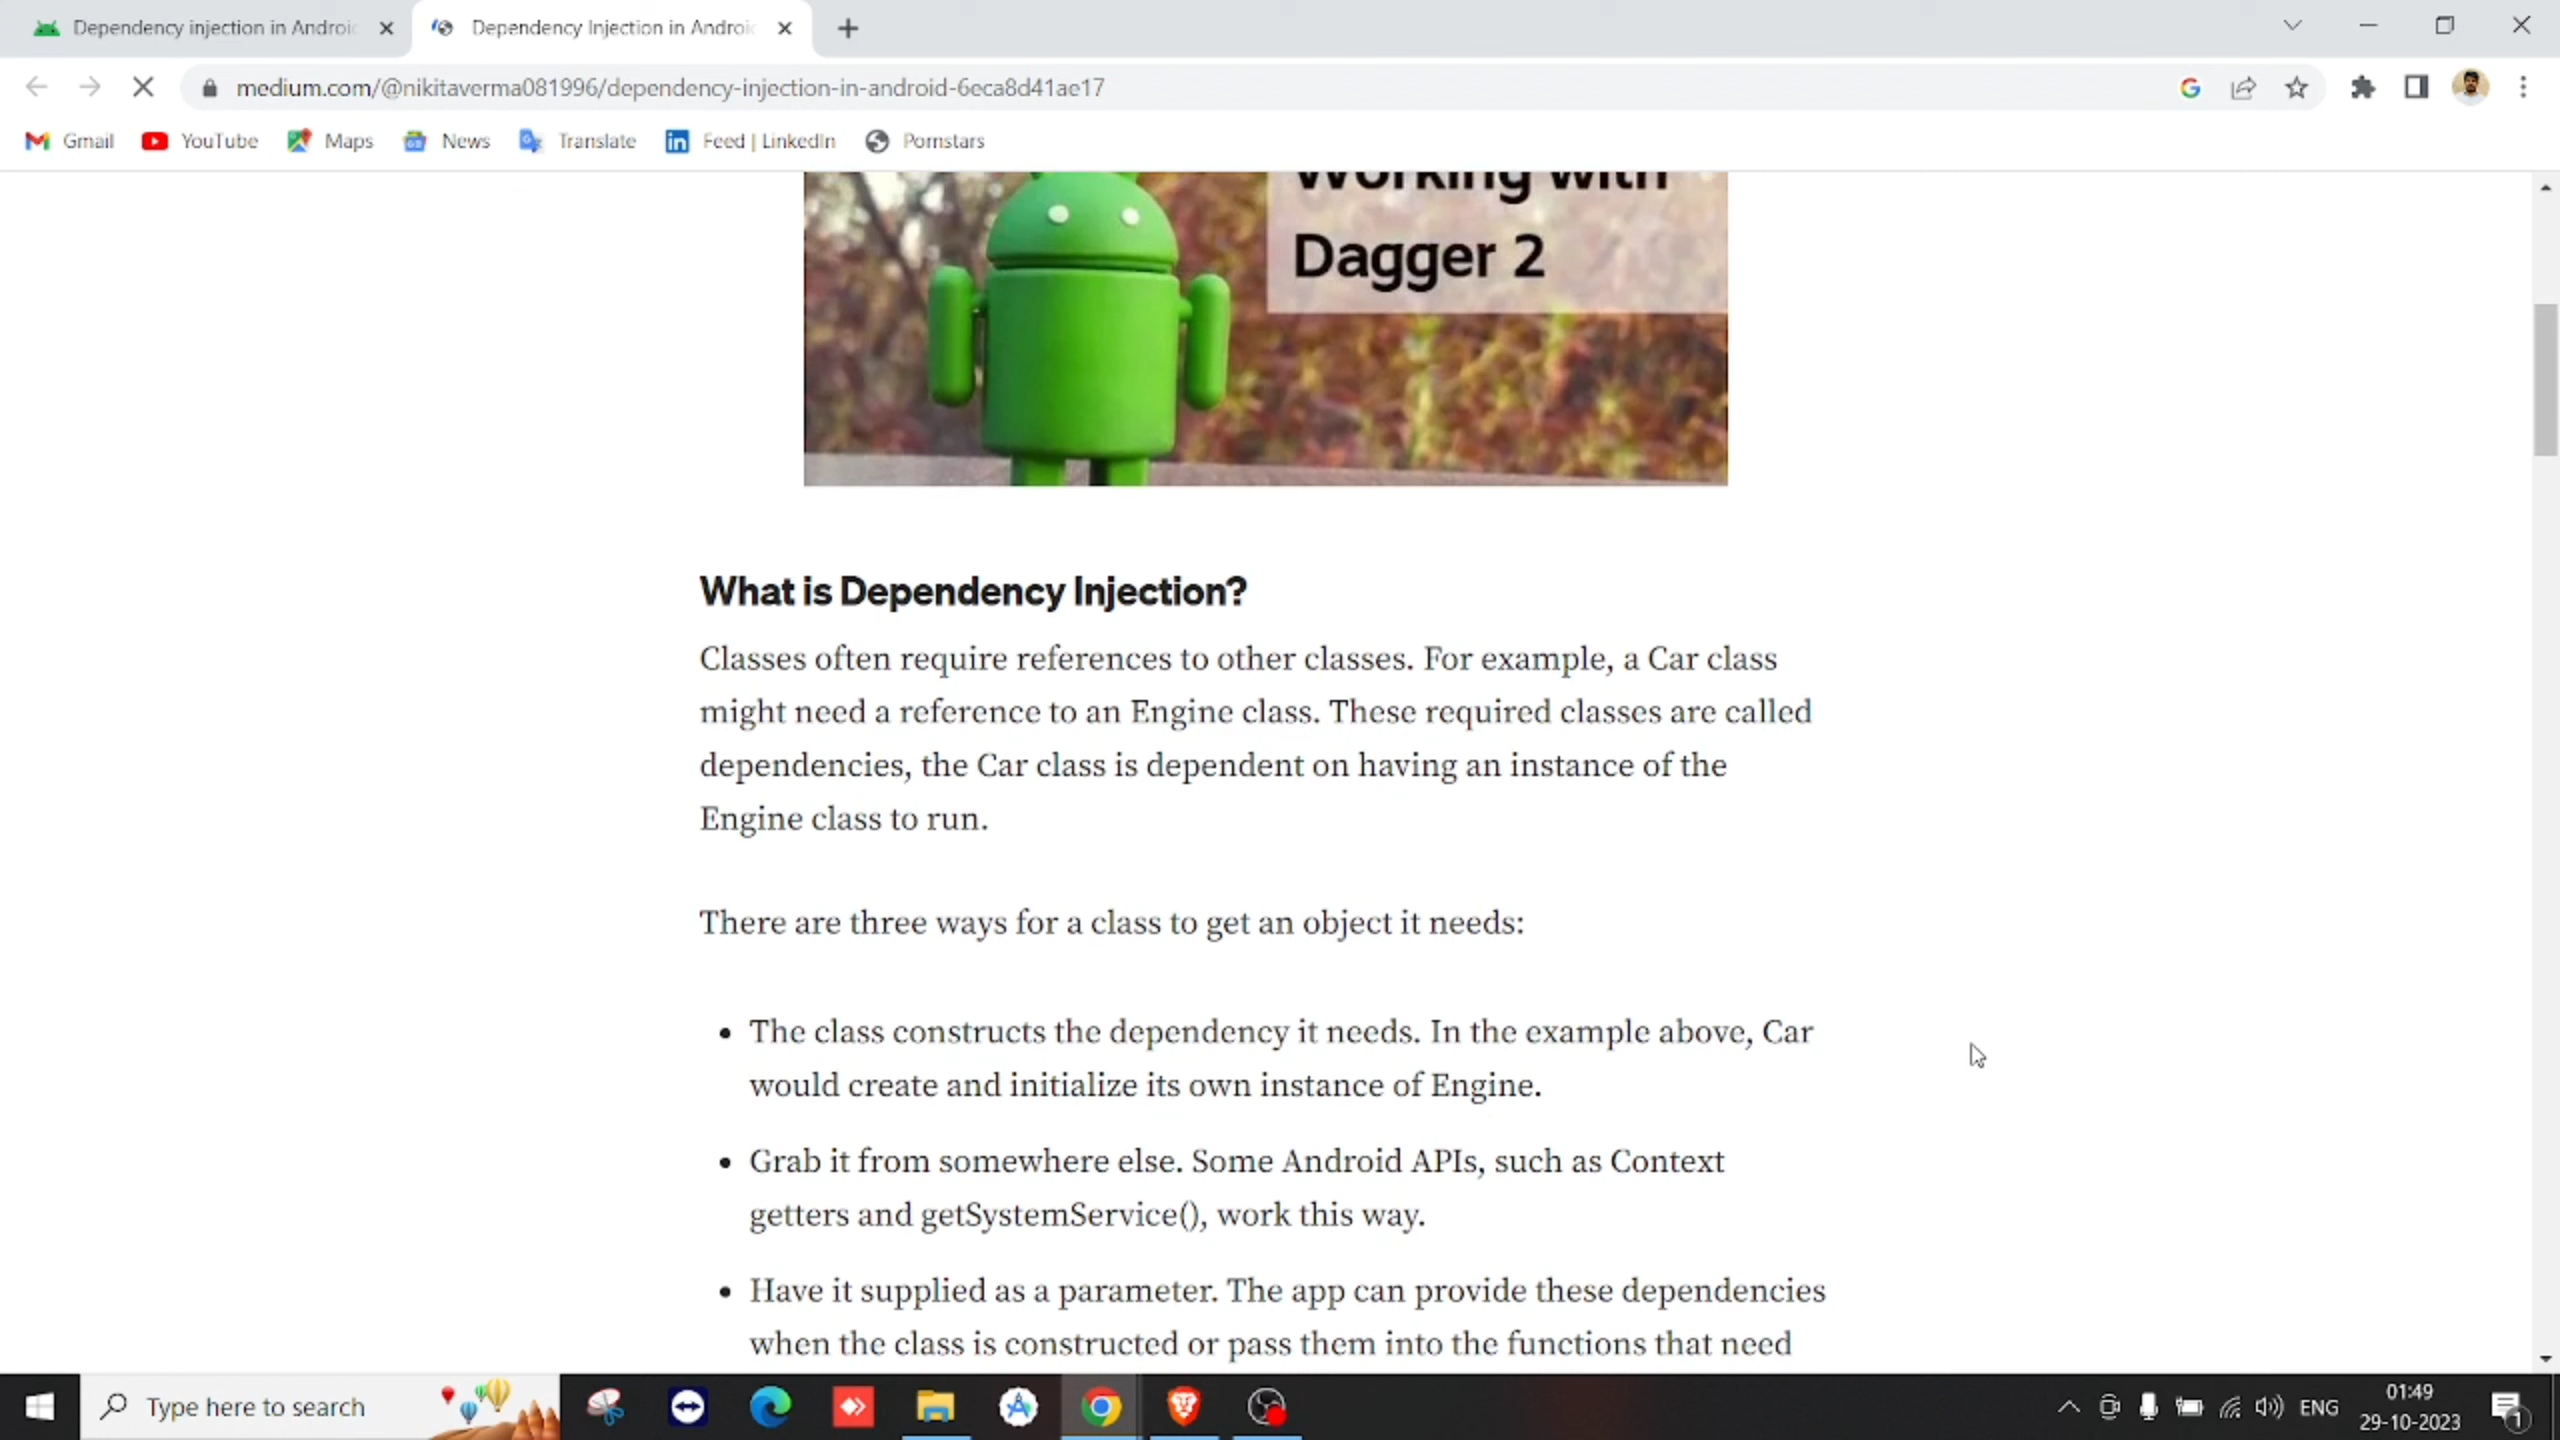 Dependency injection in Androi
Dependency Injection in Androi
medium.com/@nikitaverma081996/dependency-injection-in-android-6eca8d41ae17
Gmail YouTube Maps News Translate Feed | LinkedIn Pornstars
Working with
Dagger 2
What is Dependency Injection?
Classes often require references to other classes. For example, a Car class
might need a reference to an Engine class. These required classes are called
dependencies, the Car class is dependent on having an instance of the
Engine class to run.
There are three ways for a class to get an object it needs:
• The class constructs the dependency it needs. In the example above, Car
would create and initialize its own instance of Engine.
• Grab it from somewhere else. Some Android APIs, such as Context
getters and getSystemService(), work this way.
• Have it supplied as a parameter. The app can provide these dependencies
when the class is constructed or pass them into the functions that need
Type here to search
ENG
01:49
29-10-2023
1